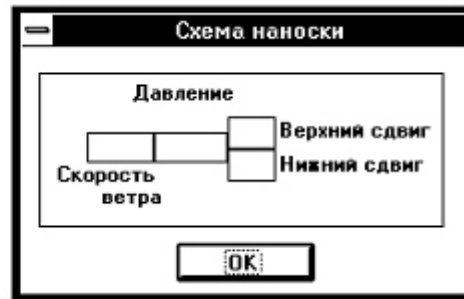 Схема наноски
Давление
Верхний сдвиг
Нижний сдвиг
Скорость
ветра
OK